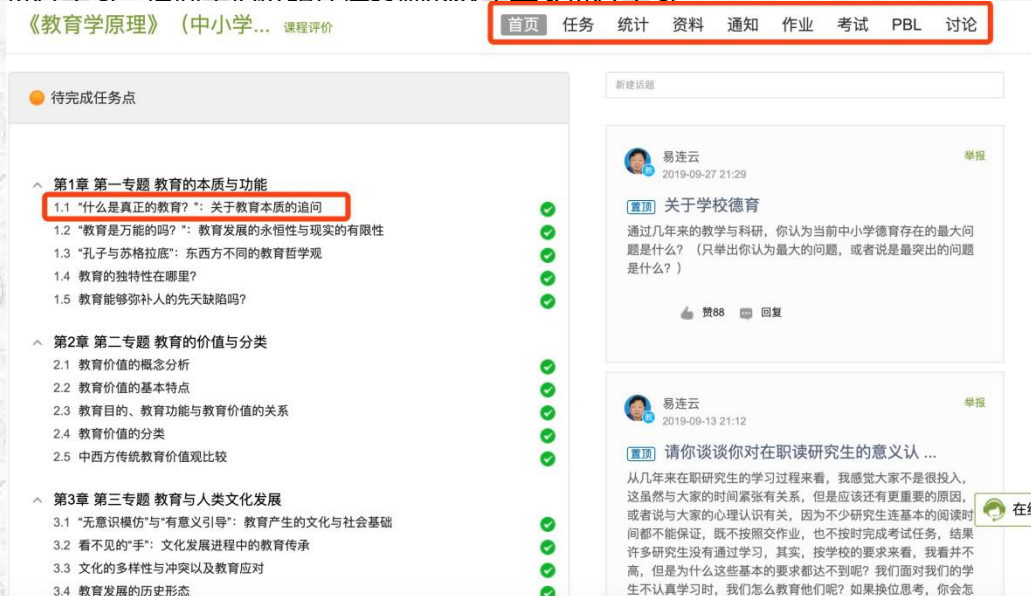 《教育学原理》（中小学... 课程评价
首页 任务 统计 资料 通知 作业 考试 PBL 讨论
待完成任务点
第1章 第一专题 教育的本质与功能
1.1 “什么是真正的教育？”：关于教育本质的追问
1.2 “教育是万能的吗？”：教育发展的永恒性与现实的有限性
1.3 “孔子与苏格拉底”：东西方不同的教育哲学观
1.4 教育的独特性在哪里?
1.5 教育能够弥补人的先天缺陷吗?
第2章 第二专题 教育的价值与分类
2.1 教育价值的概念分析
2.2 教育价值的基本特点
2.3 教育目的、教育功能与教育价值的关系
2.4 教育价值的分类
2.5 中西方传统教育价值观比较
第3章 第三专题 教育与人类文化发展
3.1 “无意识模仿”与“有意义引导”：教育产生的文化与社会基础
3.2 看不见的“手”：文化发展进程中的教育传承
3.3 文化的多样性与冲突以及教育应对
3.4 教育发展的历史形态
新建话题
易连云 举报
教
2019-09-27 21:29
置顶 关于学校德育
通过几年来的教学与科研，你认为当前中小学德育存在的最大问
题是什么？（只举出你认为最大的问题，或者说是最突出的问题
是什么？）
赞88 回复
易连云 举报
教
2019-09-13 21:12
置顶 请你谈谈你对在职读研究生的意义认 ...
从几年来在职研究生的学习过程来看，我感觉大家不是很投入，
这虽然与大家的时间紧张有关系，但是应该还有更重要的原因，
或者说与大家的心理认识有关，因为不少研究生连基本的阅读时
间都不能保证，既不按照交作业，也不按时完成考试任务，结果
许多研究生没有通过学习，其实，按学校的要求来看，我看并不
高，但是为什么这些基本的要求都达不到呢？我们面对我们的学
生不认真学习时，我们怎么教育他们呢？如果换位思考，你会怎
在线